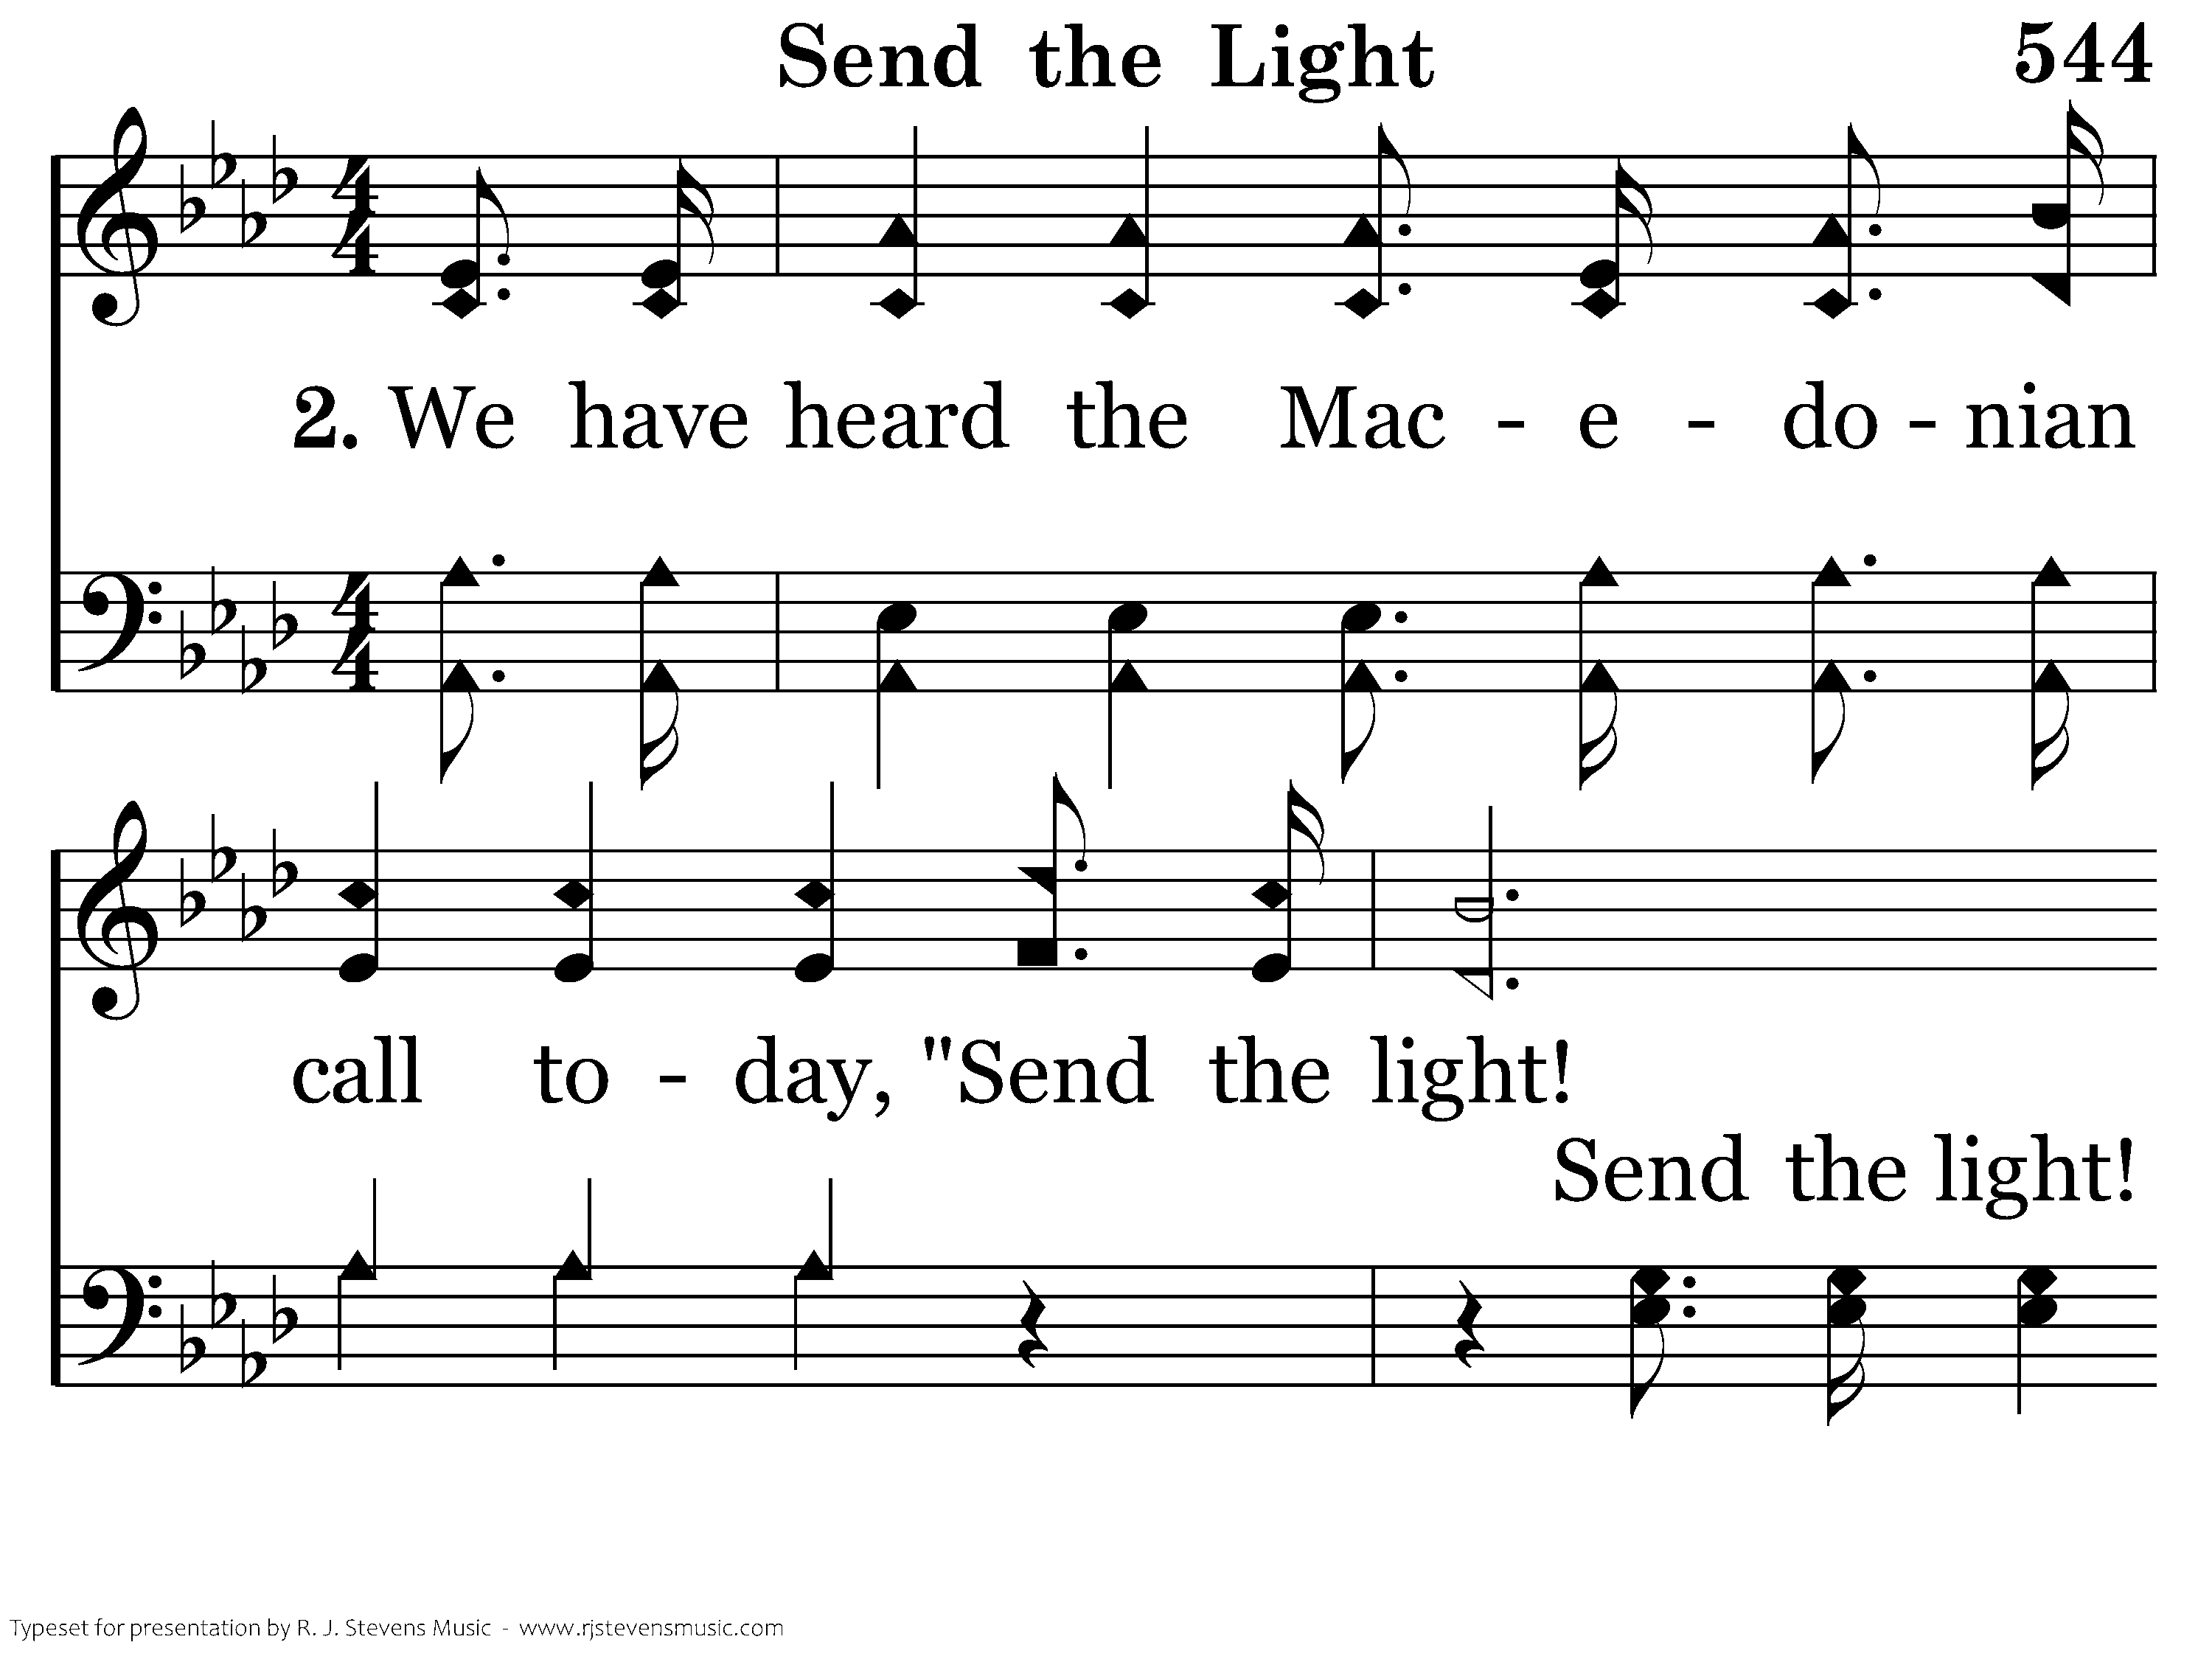 Send the Light 544
2. We have heard the Mac - e - do - nian
call to - day, "Send the light!
Send the light!
Typeset for presentation by R. J. Stevens Music - www.rjstevensmusic.com